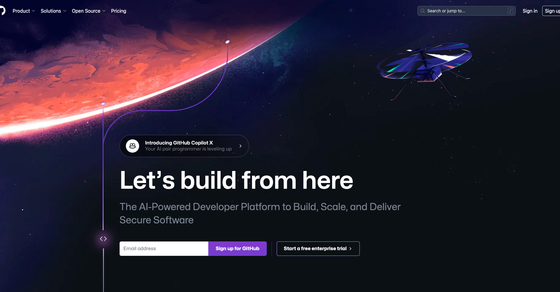 Product Solutions Open Source Pricing
Search or jump to...
Sign in
Sign up
Introducing GitHub Copilot X
Your AI pair programmer is leveling up
Let's build from here
The AI-Powered Developer Platform to Build, Scale, and Deliver
Secure Software
Email address
Sign up for GitHub
Start a free enterprise trial